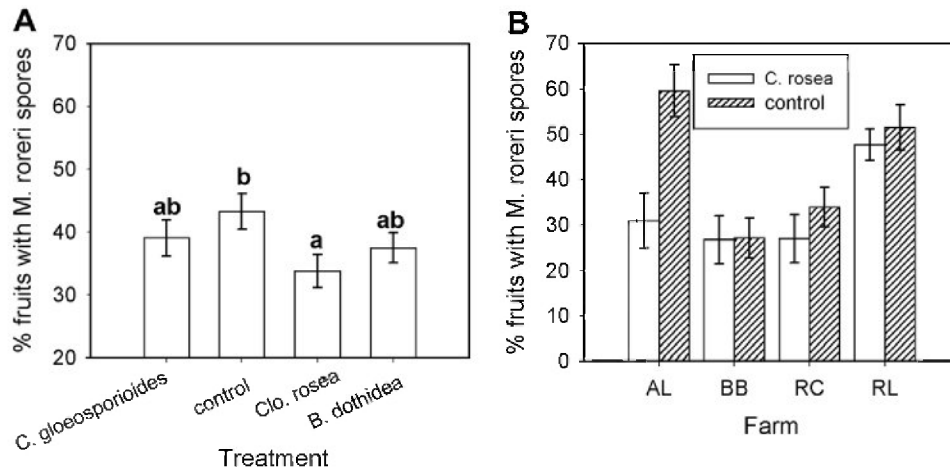 A
% fruits with M. roreri spores
70
60
50
40
30
20
ab
b
a
ab
C. gloeosporioides
control
Clo. rosea
B. dothidea
Treatment
B
% fruits with M. roreri spores
70
60
50
40
30
20
10
0
C. rosea
control
AL BB RC RL
Farm